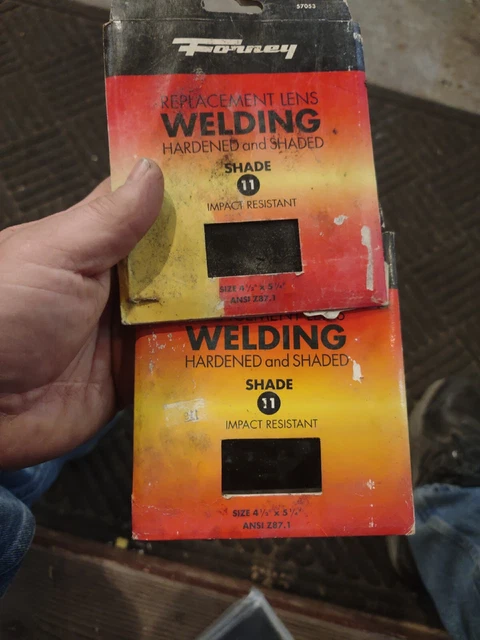 57053
Forney
REPLACEMENT LENS
WELDING
HARDENED and SHADED
SHADE
11
IMPACT RESISTANT
SIZE 4½" x 5¼"
ANSI Z87.1
WELDING
HARDENED and SHADED
SHADE
11
IMPACT RESISTANT
SIZE 4½" x 5¼"
ANSI Z87.1